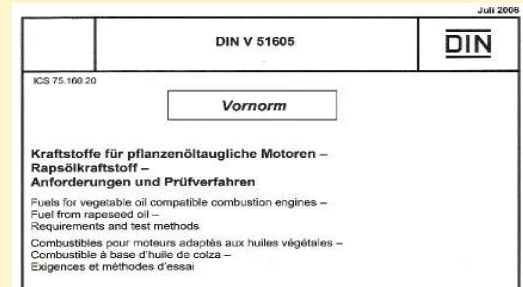 Juli 2006
DIN V 51605
DIN
ICS 75.160.20
Vornorm
Kraftstoffe für pflanzenöltaugliche Motoren –
Rapsölkraftstoff –
Anforderungen und Prüfverfahren
Fuels for vegetable oil compatible combustion engines –
Fuel from rapeseed oil –
Requirements and test methods
Combustibles pour moteurs adaptés aux huiles végétales –
Combustible à base d'huile de colza –
Exigences et méthodes d'essai